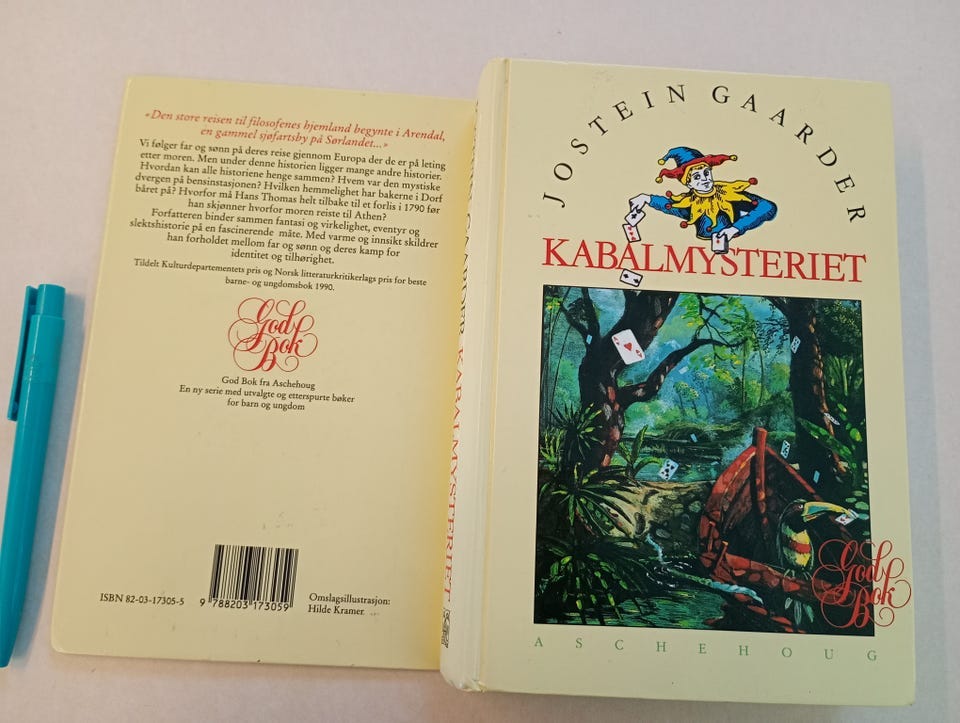 «Den store reisen til filosofenes hjemland begynte i Arendal,
en gammel sjøfartsby på Sørlandet...»
Vi følger far og sønn på deres reise gjennom Europa der de er på leting
etter moren. Men under denne historien ligger mange andre historier.
Hvordan kan alle historiene henge sammen? Hvem var den mystiske
dvergen på bensinstasjonen? Hvilken hemmelighet har bakerne i Dorf
båret på? Hvorfor må Hans Thomas helt tilbake til et forlis i 1790 før
han skjønner hvorfor moren reiste til Athen?
Forfatteren binder sammen fantasi og virkelighet, eventyr og
slektshistorie på en fascinerende måte. Med varme og innsikt skildrer
han forholdet mellom far og sønn og deres kamp for
identitet og tilhørighet.
Tildelt Kulturdepartementets pris og Norsk litteraturkritikerlags pris for beste
barne- og ungdomsbok 1990.
God
Bok
God Bok fra Aschehoug
En ny serie med utvalgte og etterspurte bøker
for barn og ungdom
ISBN 82-03-17305-5
9 788203 173059
Omslagsillustrasjon:
Hilde Kramer.
GAARDER KABALMYSTERIET
JOSTEIN GAARDER
KABALMYSTERIET
God
Bok
ASCHEHOUG